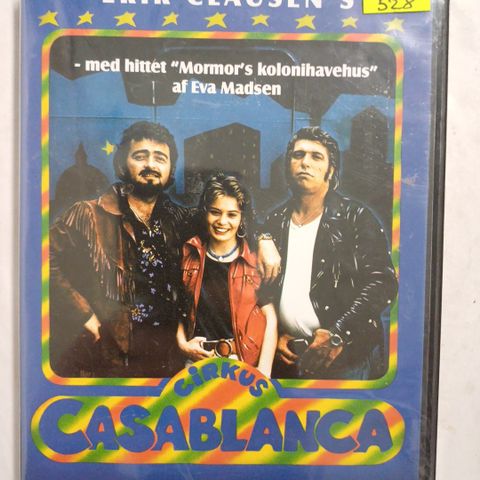 ERIK CLAUSEN'S
528
- med hittet "Mormor's kolonihavehus"
af Eva Madsen
CIRKUS
CASABLANCA